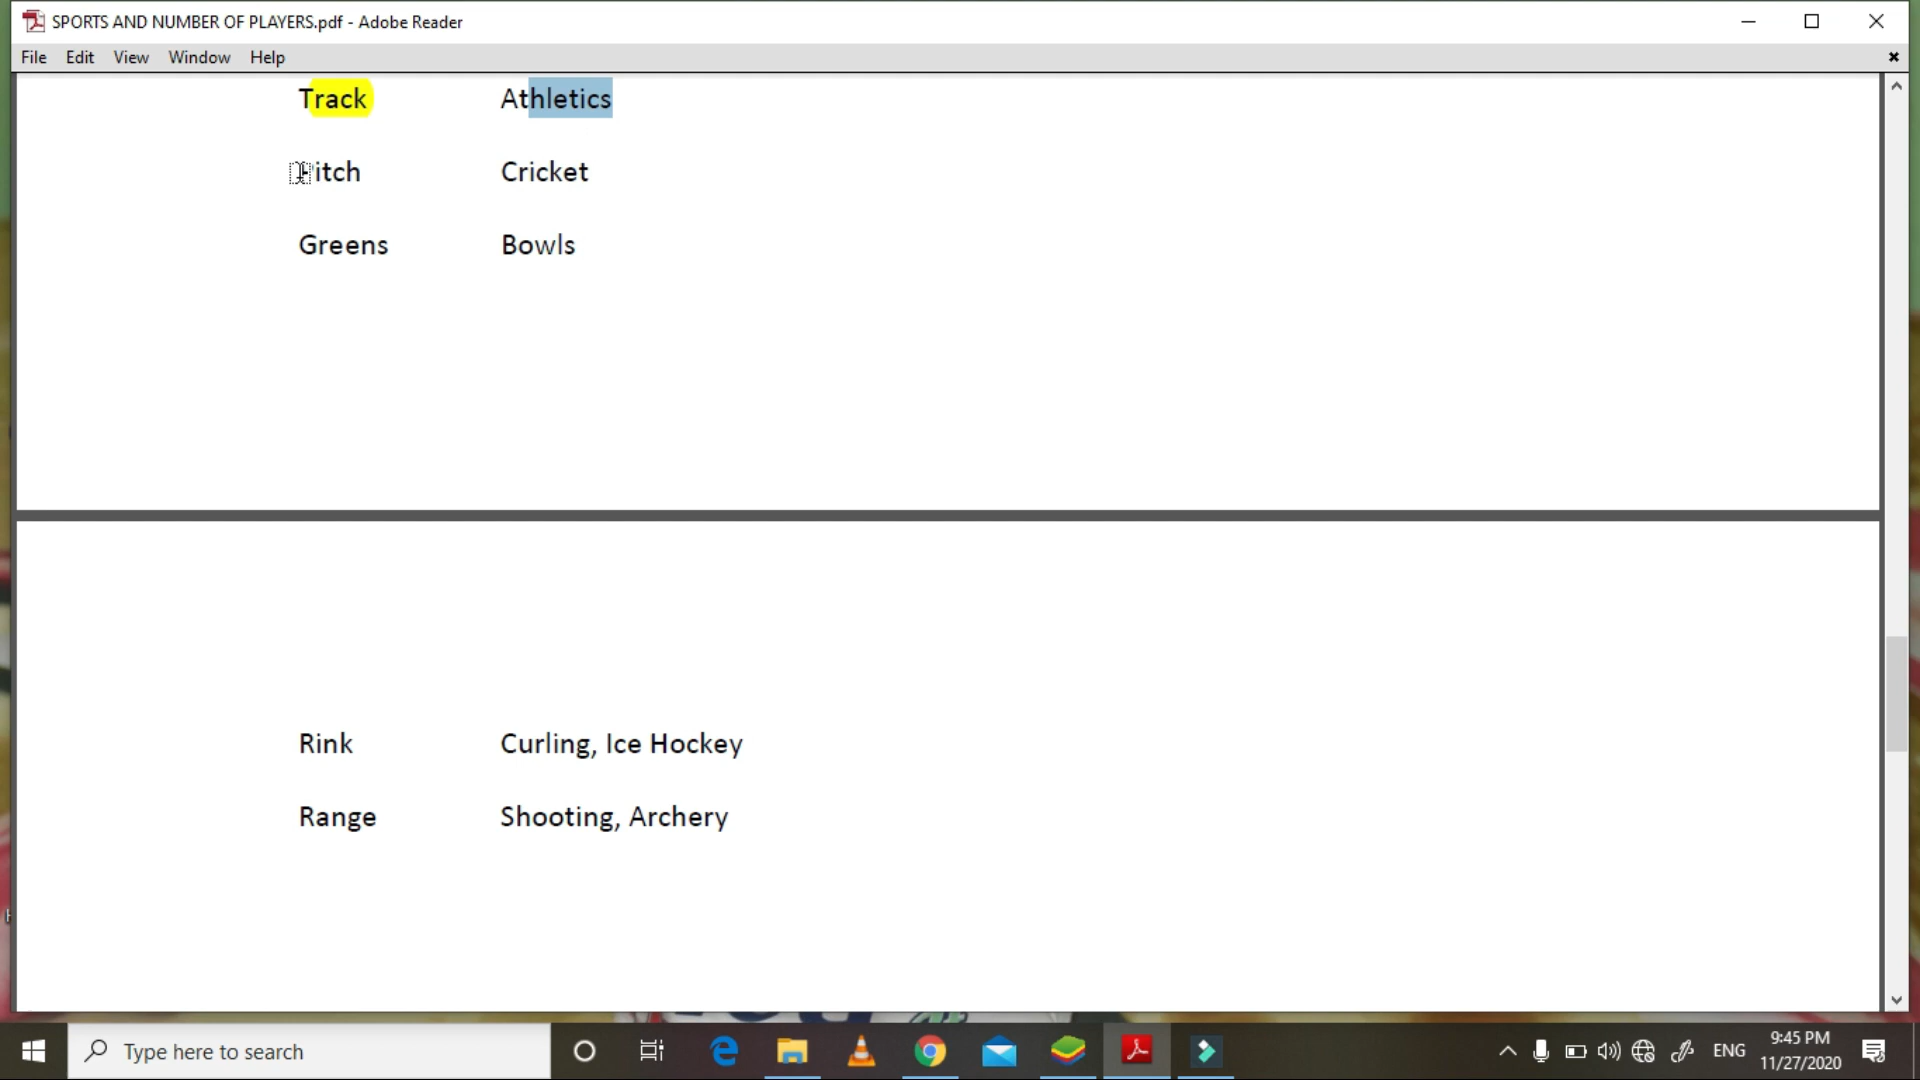 SPORTS AND NUMBER OF PLAYERS.pdf - Adobe Reader
File Edit View Window Help
Track Athletics
Pitch Cricket
Greens Bowls
Rink Curling, Ice Hockey
Range Shooting, Archery
Type here to search
ENG
9:45 PM
11/27/2020